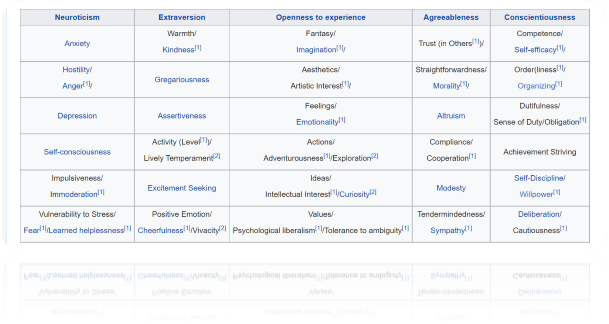 Neuroticism Extraversion Openness to experience Agreeableness Conscientiousness
Anxiety
Warmth/
Kindness[1]
Fantasy/
Imagination[1]/
Trust (in Others[1])/
Competence/
Self-efficacy[1]/
Hostility/
Anger[1]/
Gregariousness
Aesthetics/
Artistic Interest[1]/
Straightforwardness/
Morality[1]/
Order(liness[1]/
Organizing[1]
Depression
Assertiveness
Feelings/
Emotionality[1]
Altruism
Dutifulness/
Sense of Duty/Obligation[1]
Self-consciousness
Activity (Level[1])/
Lively Temperament[2]
Actions/
Adventurousness[1]/Exploration[2]
Compliance/
Cooperation[1]
Achievement Striving
Impulsiveness/
Immoderation[1]
Excitement Seeking
Ideas/
Intellectual Interest[1]/Curiosity[2]
Modesty
Self-Discipline/
Willpower[1]
Vulnerability to Stress/
Fear[1]/Learned helplessness[1]
Positive Emotion/
Cheerfulness[1]/Vivacity[2]
Values/
Psychological liberalism[1]/Tolerance to ambiguity[1]
Tendermindedness/
Sympathy[1]
Deliberation/
Cautiousness[1]